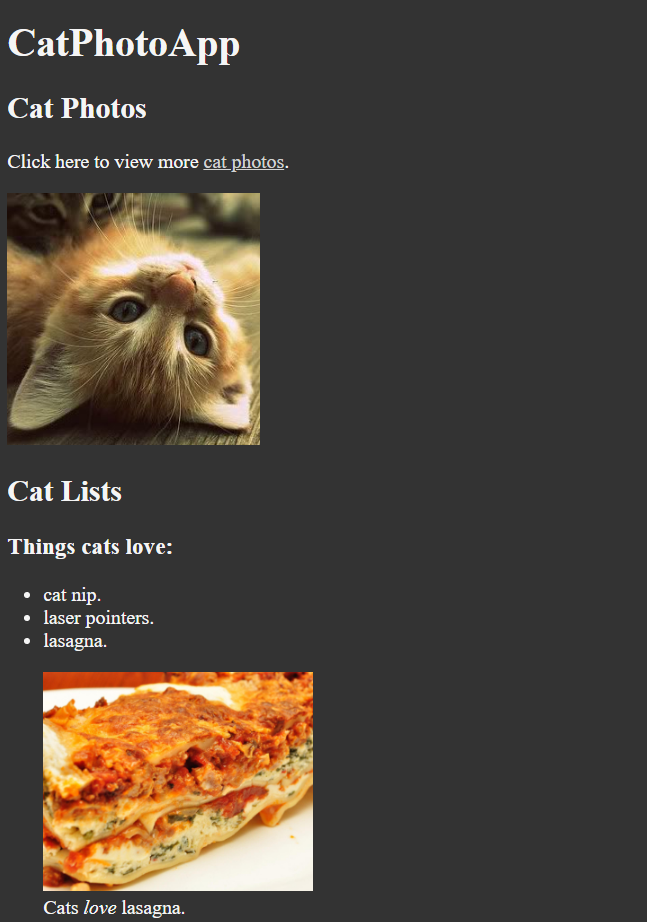 CatPhotoApp
Cat Photos
Click here to view more cat photos.
Cat Lists
Things cats love:
cat nip.
laser pointers.
lasagna.
Cats love lasagna.